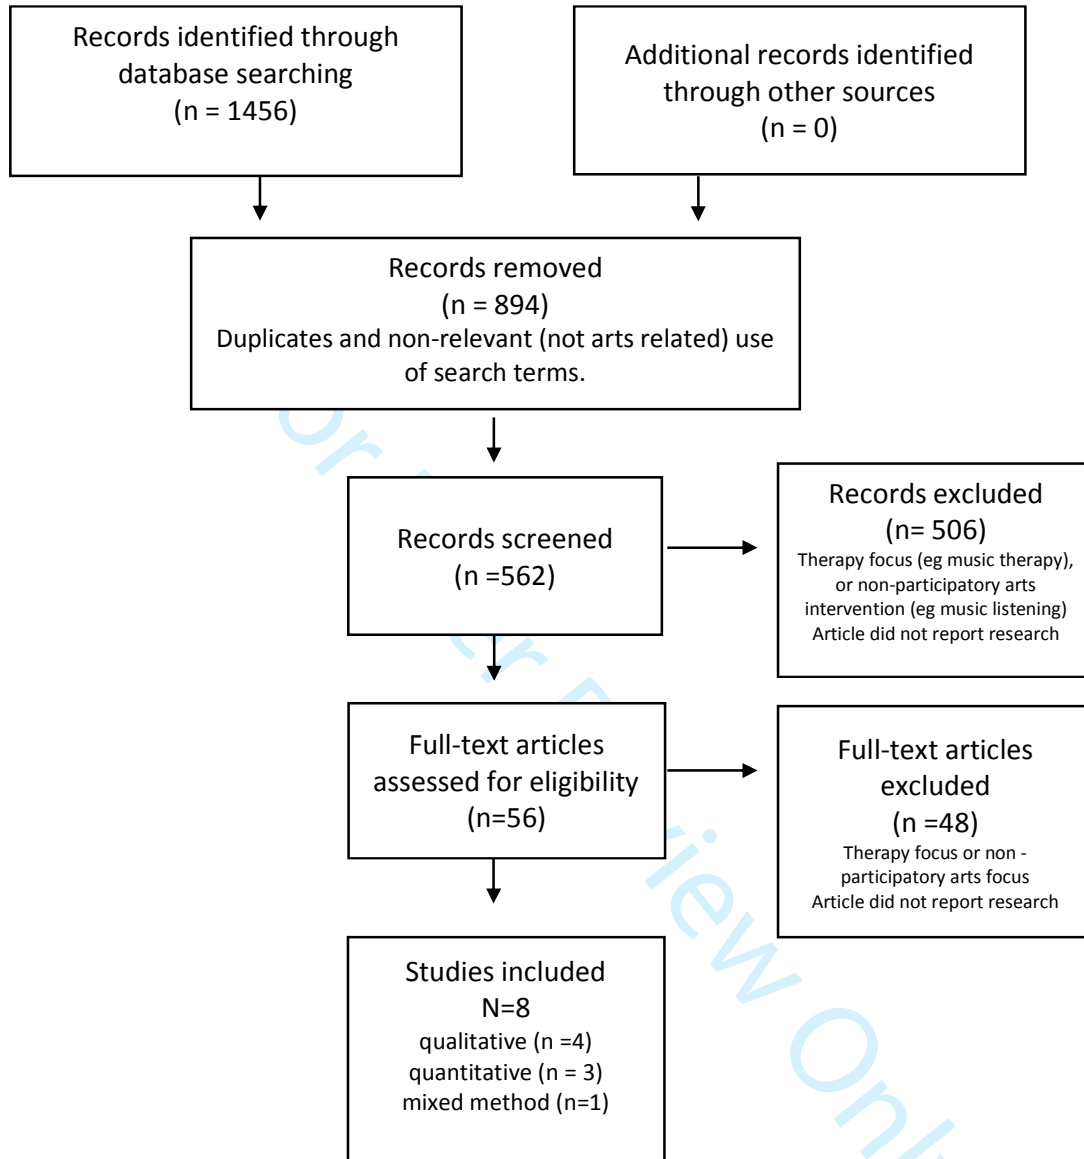 Records identified through
database searching
(n = 1456)
Additional records identified
through other sources
(n = 0)
Records removed
(n = 894)
Duplicates and non-relevant (not arts related) use
of search terms.
Records screened
(n =562)
Records excluded
(n= 506)
Therapy focus (eg music therapy),
or non-participatory arts
intervention (eg music listening)
Article did not report research
Full-text articles
assessed for eligibility
(n=56)
Full-text articles
excluded
(n =48)
Therapy focus or non -
participatory arts focus
Article did not report research
Studies included
N=8
qualitative (n =4)
quantitative (n = 3)
mixed method (n=1)